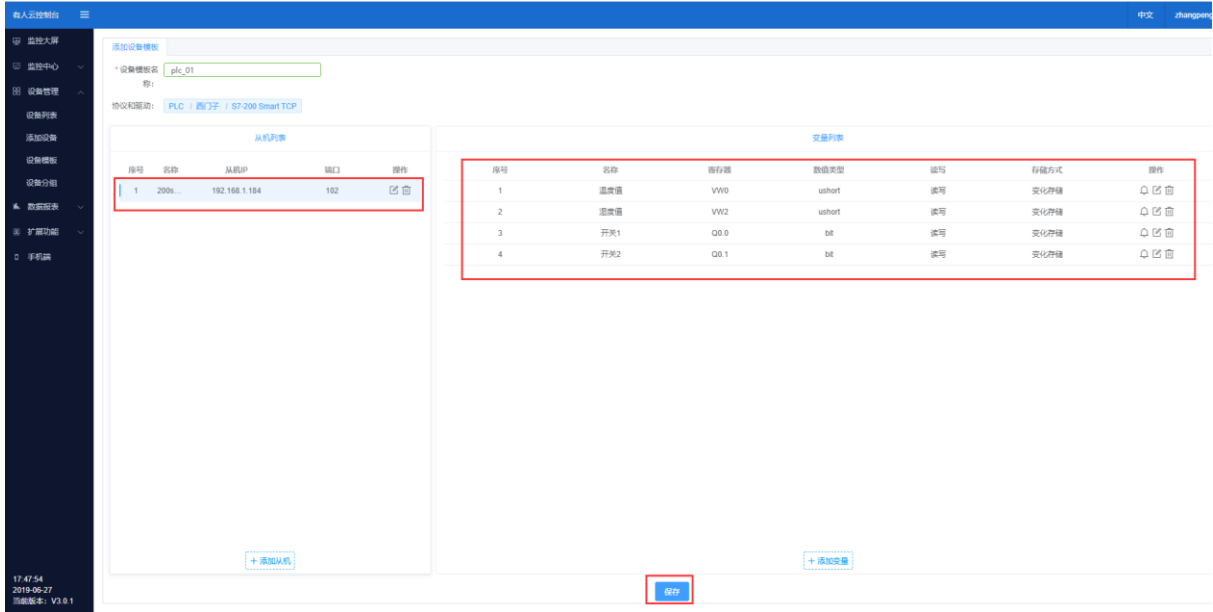 有人云控制台 中文 zhangpeng
监控大屏
监控中心
设备管理
设备列表
添加设备
设备模板
设备分组
数据报表
扩展功能
手机端
17:47:54
2019-06-27
当前版本：V3.0.1
添加设备模板
*设备模板名称： plc_01
协议和驱动： PLC / 西门子 / S7-200 Smart TCP
从机列表
序号 名称 从机IP 端口 操作
1 200s... 192.168.1.184 102
+ 添加从机
变量列表
序号 名称 寄存器 数值类型 读写 存储方式 操作
1 温度值 VW0 ushort 读写 变化存储
2 湿度值 VW2 ushort 读写 变化存储
3 开关1 Q0.0 bit 读写 变化存储
4 开关2 Q0.1 bit 读写 变化存储
+ 添加变量
保存